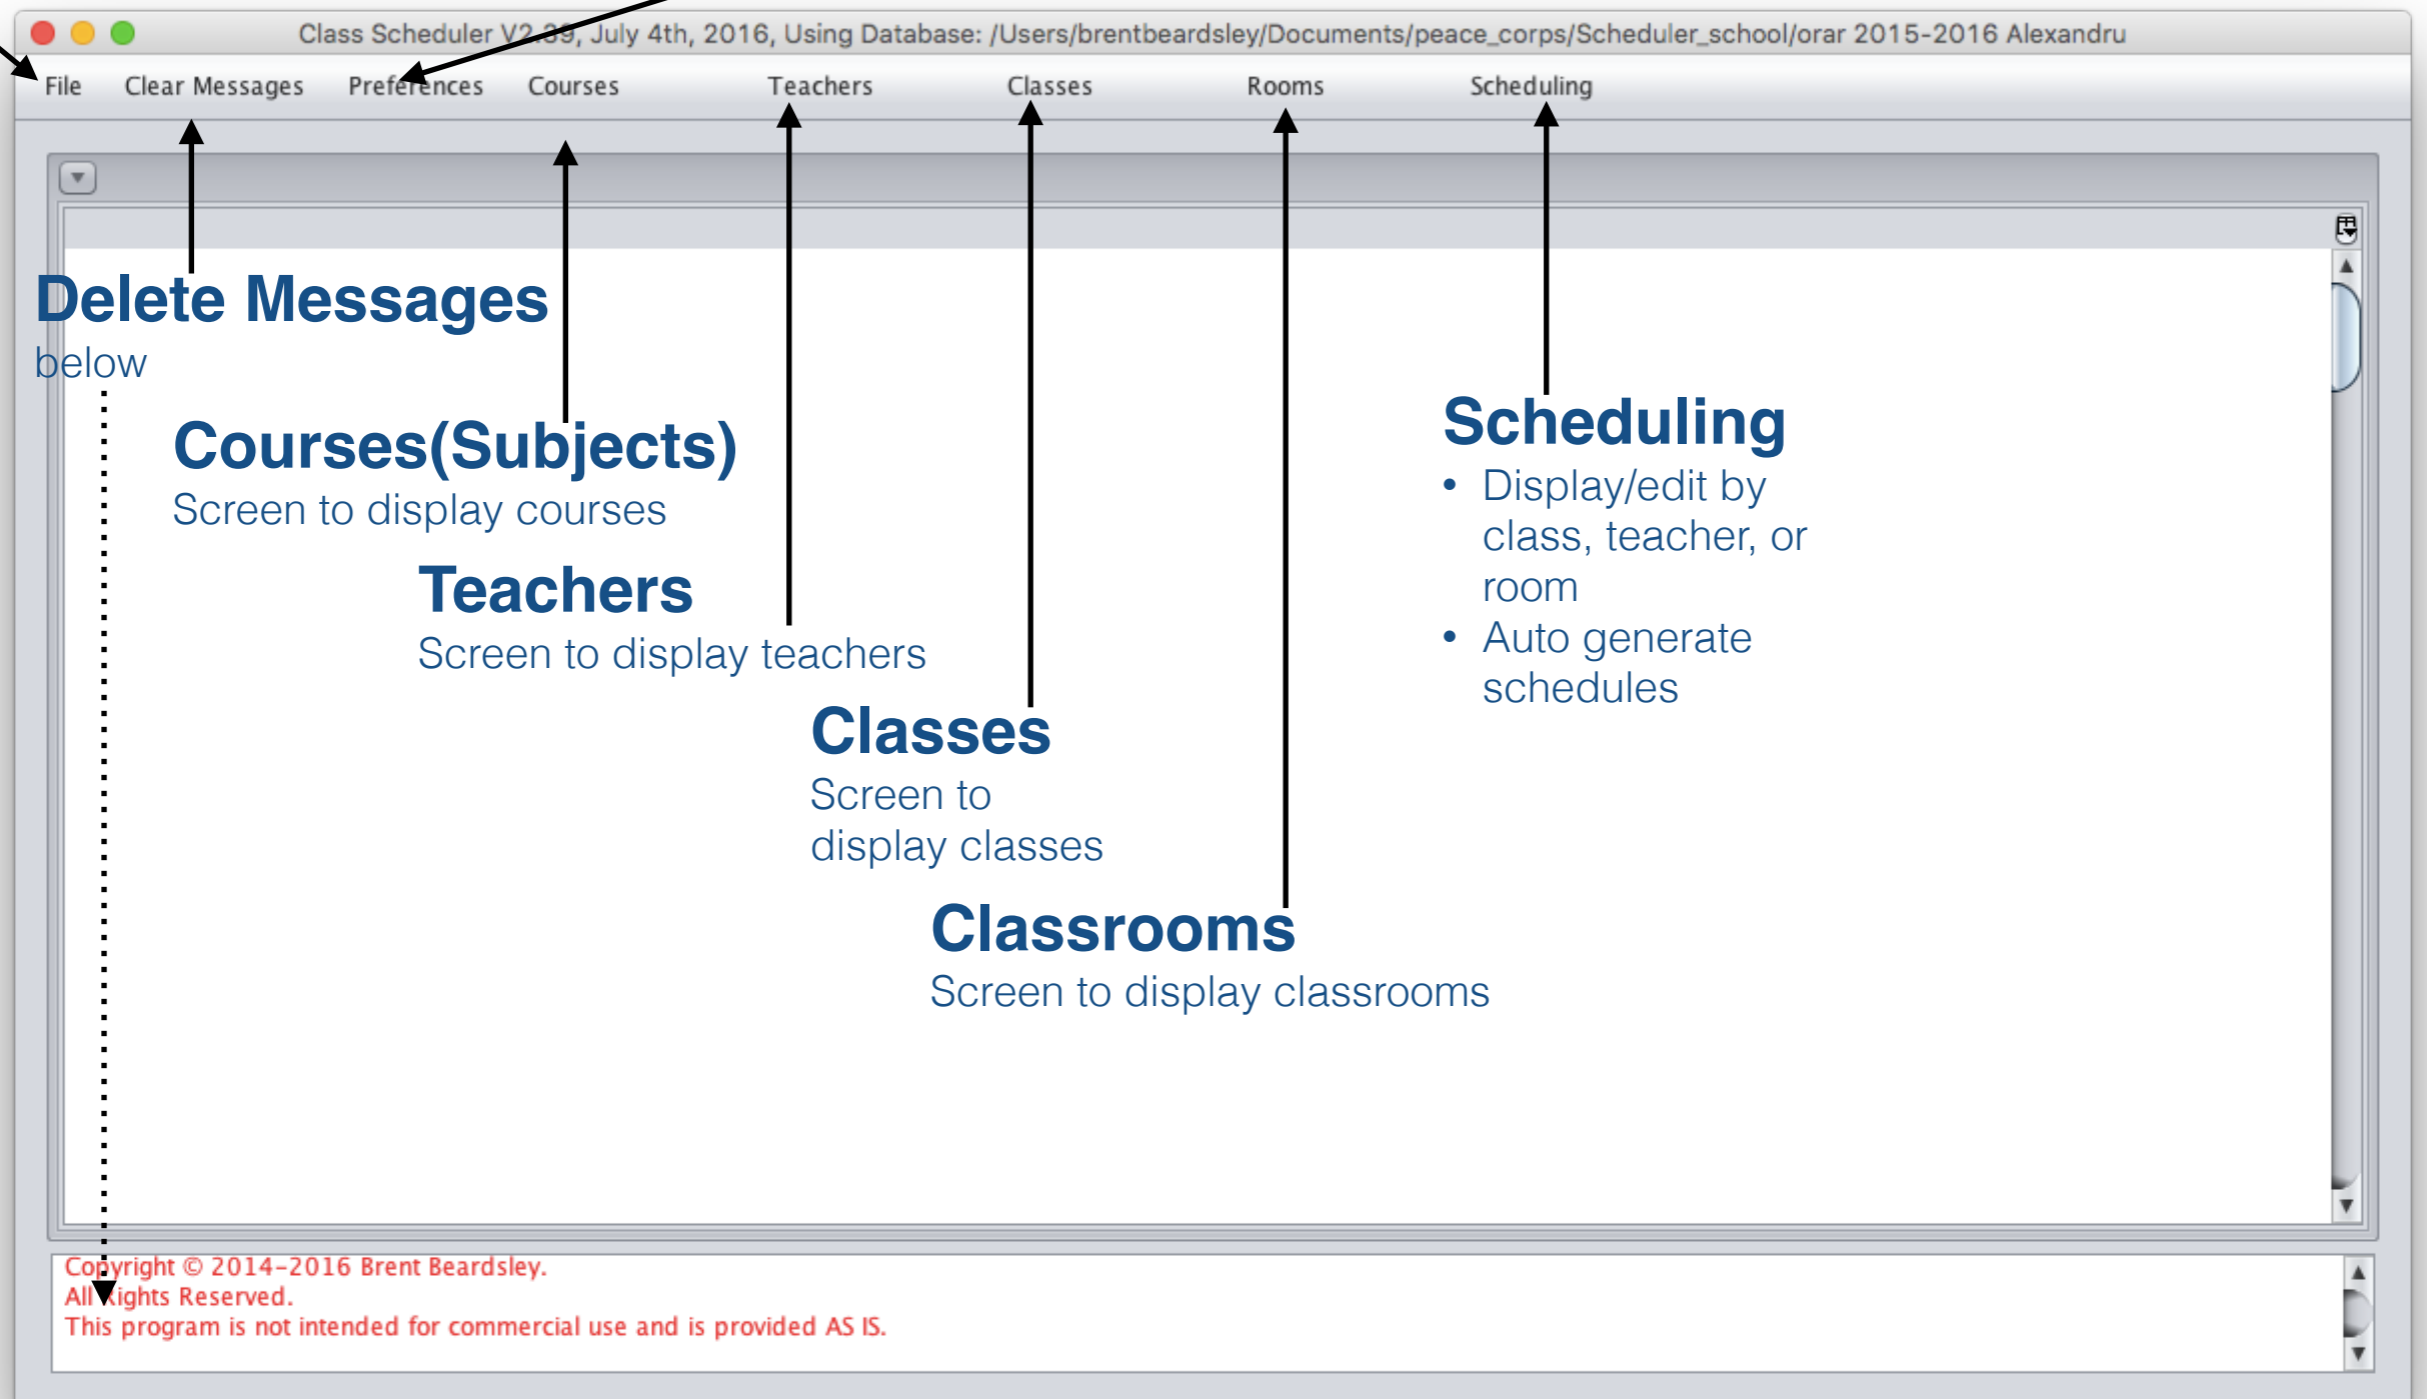 Class Scheduler V2.39, July 4th, 2016, Using Database: /Users/brentbeardsley/Documents/peace_corps/Scheduler_school/orar 2015-2016 Alexandru
File Clear Messages Preferences Courses Teachers Classes Rooms Scheduling
Delete Messages
below
Courses(Subjects)
Screen to display courses
Teachers
Screen to display teachers
Classes
Screen to
display classes
Classrooms
Screen to display classrooms
Scheduling
• Display/edit by
class, teacher, or
room
• Auto generate
schedules
Copyright © 2014-2016 Brent Beardsley.
All Rights Reserved.
This program is not intended for commercial use and is provided AS IS.